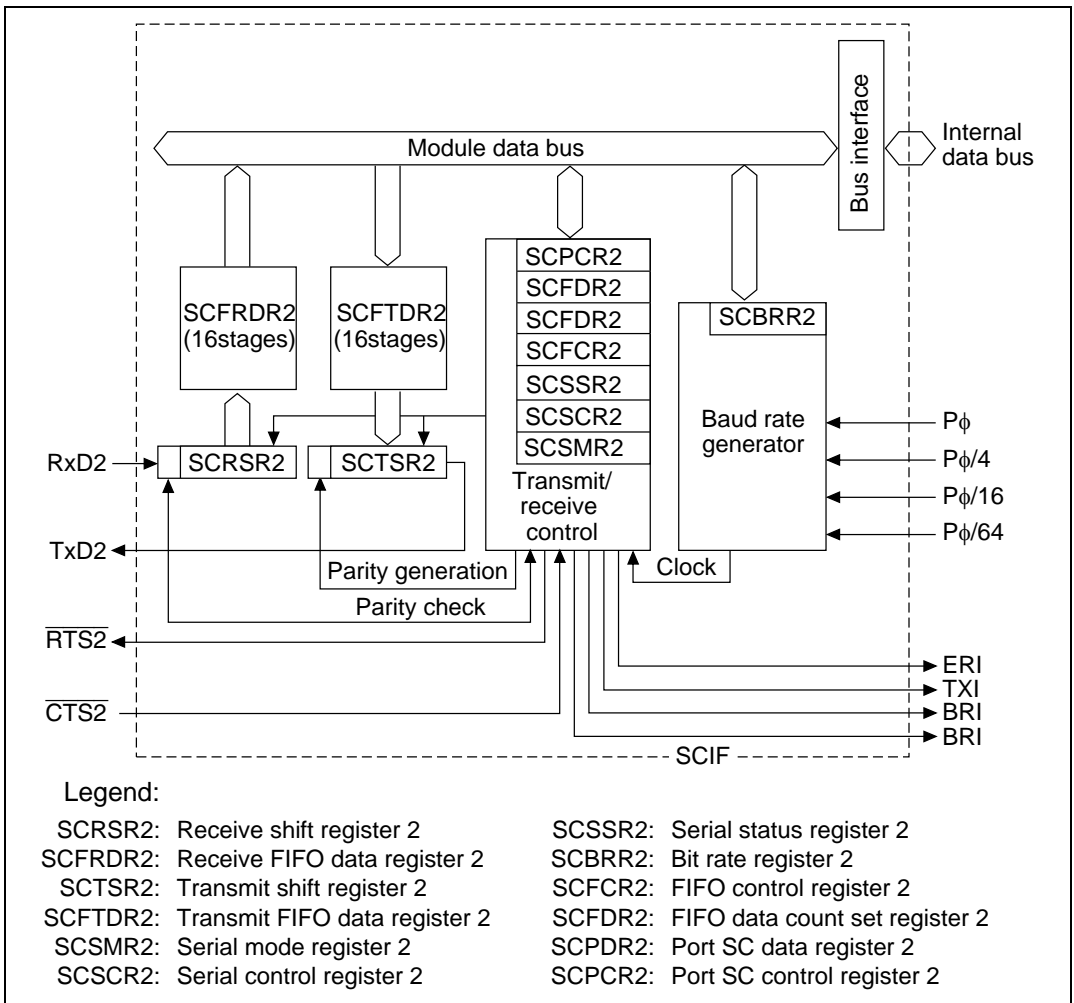 Bus interface
Internal
data bus
Module data bus
SCFRDR2
(16stages)
SCFTDR2
(16stages)
SCPCR2
SCFDR2
SCFDR2
SCFCR2
SCSSR2
SCSCR2
SCSMR2
Transmit/
receive
control
SCBRR2
Baud rate
generator
Pϕ
Pϕ/4
Pϕ/16
Pϕ/64
RxD2
SCRSR2
SCTSR2
TxD2
Parity generation
Parity check
Clock
RTS2
CTS2
ERI
TXI
BRI
BRI
SCIF
Legend:
SCRSR2: Receive shift register 2
SCFRDR2: Receive FIFO data register 2
SCTSR2: Transmit shift register 2
SCFTDR2: Transmit FIFO data register 2
SCSMR2: Serial mode register 2
SCSCR2: Serial control register 2
SCSSR2: Serial status register 2
SCBRR2: Bit rate register 2
SCFCR2: FIFO control register 2
SCFDR2: FIFO data count set register 2
SCPDR2: Port SC data register 2
SCPCR2: Port SC control register 2